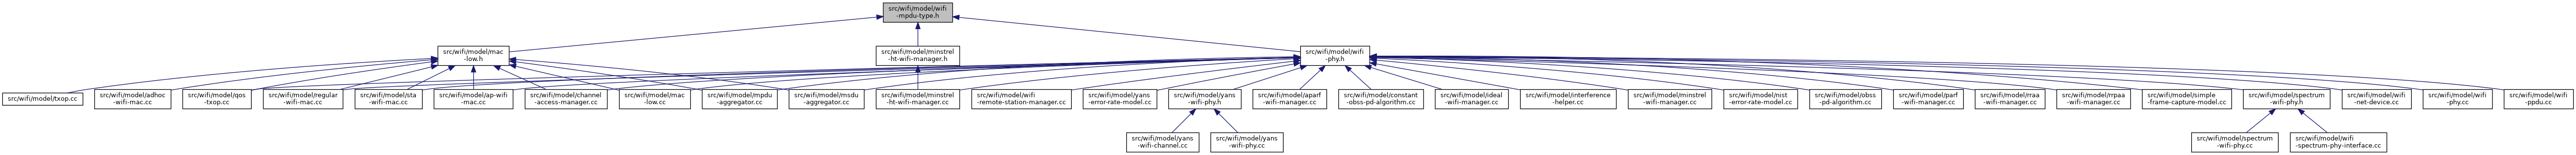 src/wifi/model/wifi
-mpdu-type.h
src/wifi/model/mac
-low.h
src/wifi/model/minstrel
-ht-wifi-manager.h
src/wifi/model/wifi
-phy.h
src/wifi/model/txop.cc
src/wifi/model/adhoc
-wifi-mac.cc
src/wifi/model/qos
-txop.cc
src/wifi/model/regular
-wifi-mac.cc
src/wifi/model/sta
-wifi-mac.cc
src/wifi/model/ap-wifi
-mac.cc
src/wifi/model/channel
-access-manager.cc
src/wifi/model/mac
-low.cc
src/wifi/model/mpdu
-aggregator.cc
src/wifi/model/msdu
-aggregator.cc
src/wifi/model/minstrel
-ht-wifi-manager.cc
src/wifi/model/wifi
-remote-station-manager.cc
src/wifi/model/yans
-error-rate-model.cc
src/wifi/model/yans
-wifi-phy.h
src/wifi/model/aparf
-wifi-manager.cc
src/wifi/model/constant
-obss-pd-algorithm.cc
src/wifi/model/ideal
-wifi-manager.cc
src/wifi/model/interference
-helper.cc
src/wifi/model/minstrel
-wifi-manager.cc
src/wifi/model/nist
-error-rate-model.cc
src/wifi/model/obss
-pd-algorithm.cc
src/wifi/model/parf
-wifi-manager.cc
src/wifi/model/rraa
-wifi-manager.cc
src/wifi/model/rrpaa
-wifi-manager.cc
src/wifi/model/simple
-frame-capture-model.cc
src/wifi/model/spectrum
-wifi-phy.h
src/wifi/model/wifi
-net-device.cc
src/wifi/model/wifi
-phy.cc
src/wifi/model/wifi
-ppdu.cc
src/wifi/model/yans
-wifi-channel.cc
src/wifi/model/yans
-wifi-phy.cc
src/wifi/model/spectrum
-wifi-phy.cc
src/wifi/model/wifi
-spectrum-phy-interface.cc